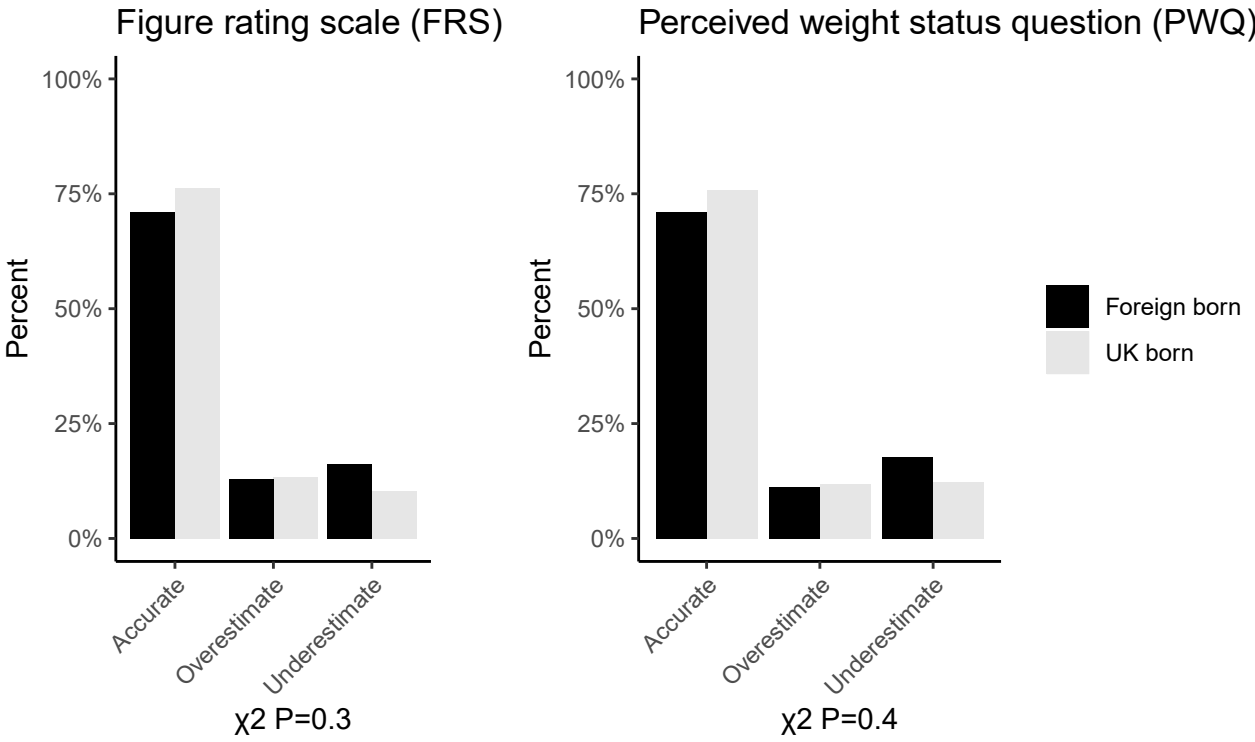 Figure rating scale (FRS)
Perceived weight status question (PWQ)
Percent
100%
75%
50%
25%
0%
Accurate
Overestimate
Underestimate
χ2 P=0.3
Percent
100%
75%
50%
25%
0%
Accurate
Overestimate
Underestimate
χ2 P=0.4
Foreign born
UK born